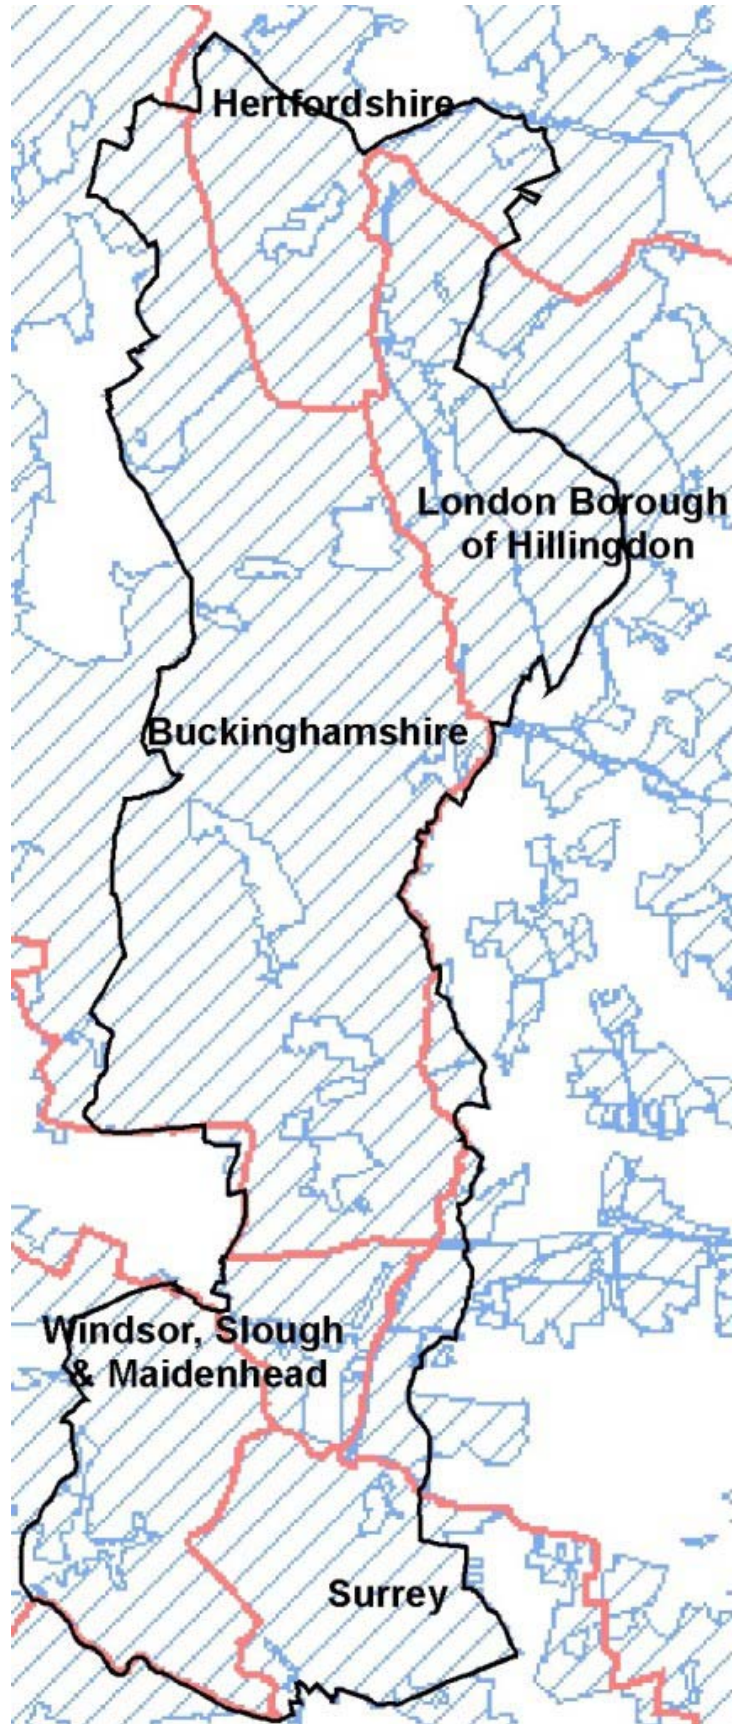 Hertfordshire
London Borough
of Hillingdon
Buckinghamshire
Windsor, Slough
& Maidenhead
Surrey